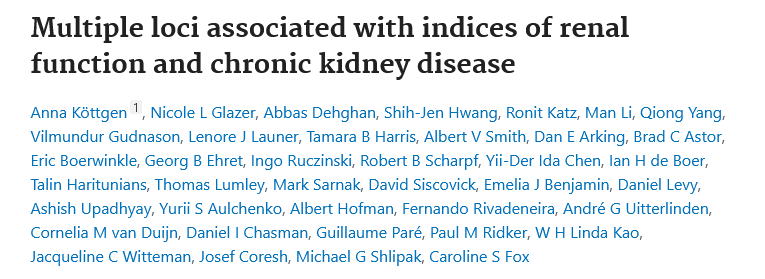 Multiple loci associated with indices of renal
function and chronic kidney disease
Anna Köttgen 1, Nicole L Glazer, Abbas Dehghan, Shih-Jen Hwang, Ronit Katz, Man Li, Qiong Yang,
Vilmundur Gudnason, Lenore J Launer, Tamara B Harris, Albert V Smith, Dan E Arking, Brad C Astor,
Eric Boerwinkle, Georg B Ehret, Ingo Ruczinski, Robert B Scharpf, Yii-Der Ida Chen, Ian H de Boer,
Talin Haritunians, Thomas Lumley, Mark Sarnak, David Siscovick, Emelia J Benjamin, Daniel Levy,
Ashish Upadhyay, Yurii S Aulchenko, Albert Hofman, Fernando Rivadeneira, André G Uitterlinden,
Cornelia M van Duijn, Daniel I Chasman, Guillaume Paré, Paul M Ridker, W H Linda Kao,
Jacqueline C Witteman, Josef Coresh, Michael G Shlipak, Caroline S Fox